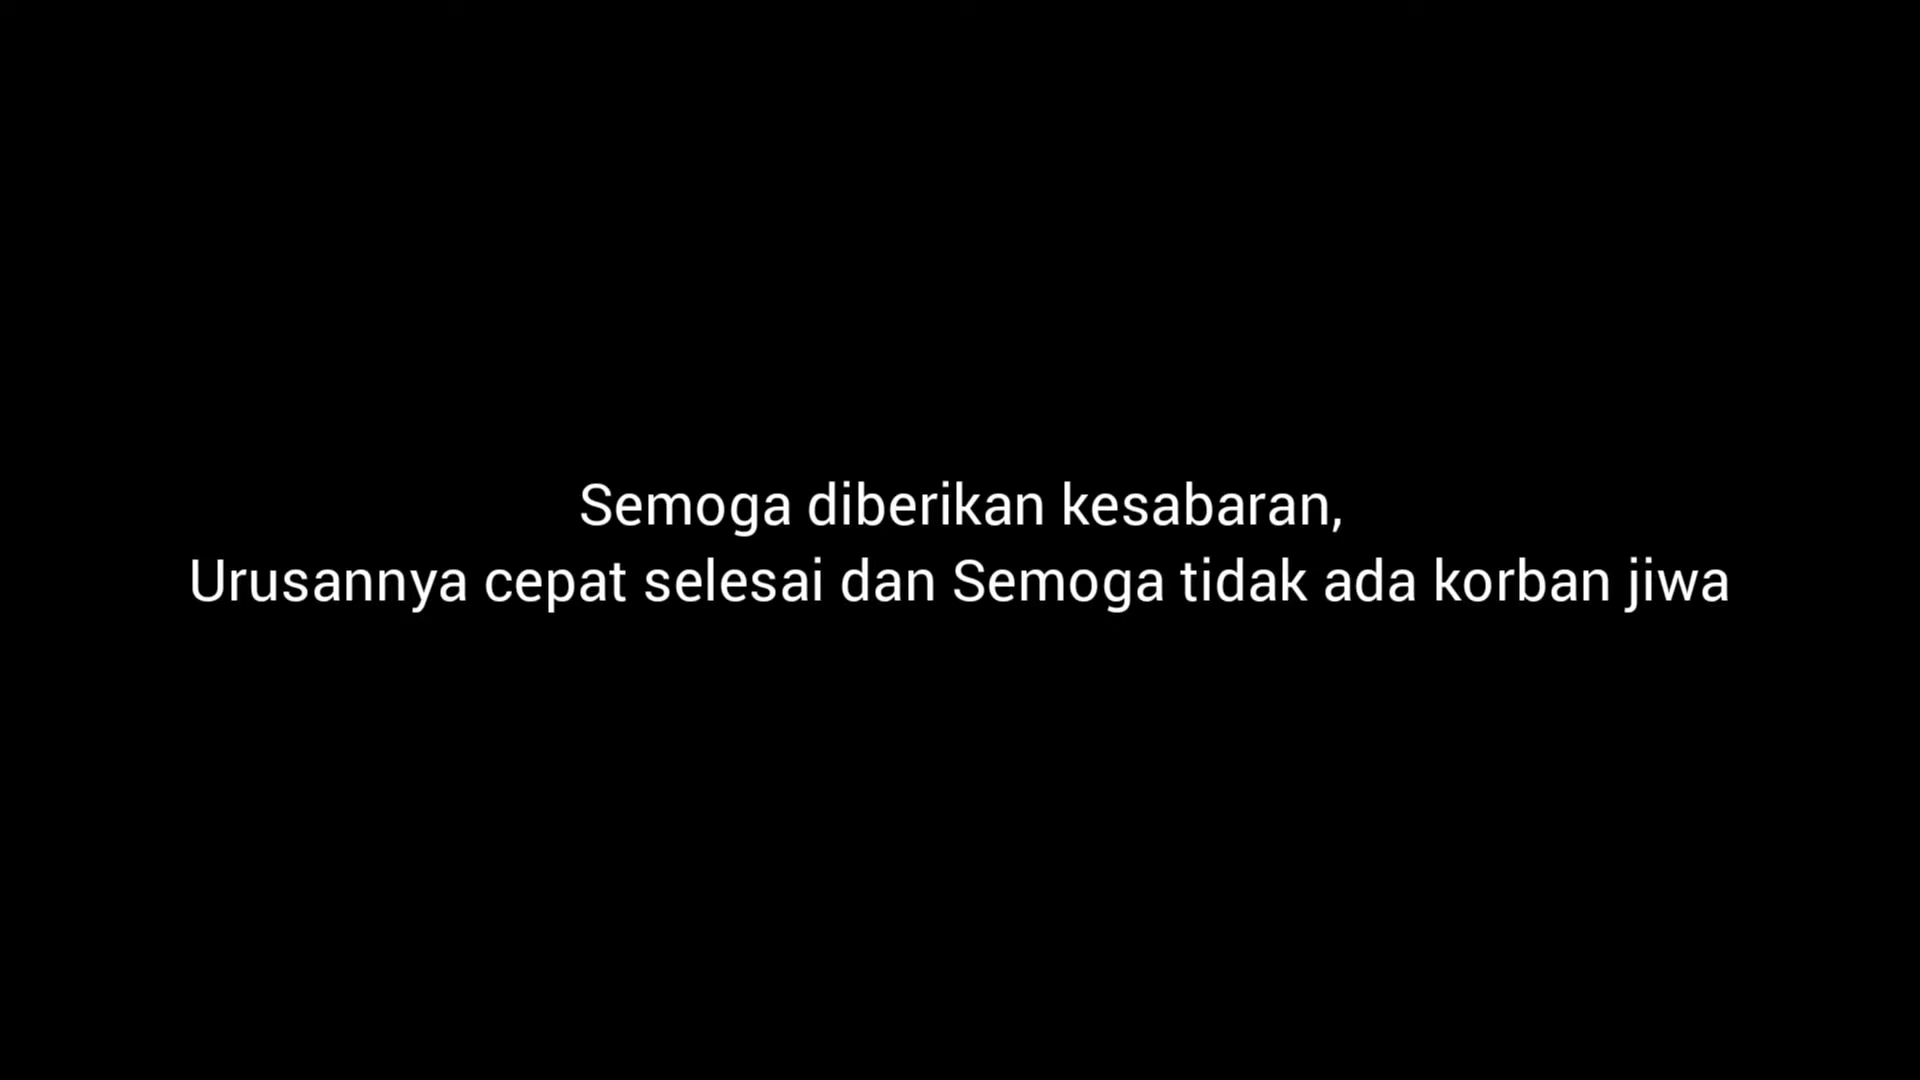 Semoga diberikan kesabaran,
Urusannya cepat selesai dan Semoga tidak ada korban jiwa